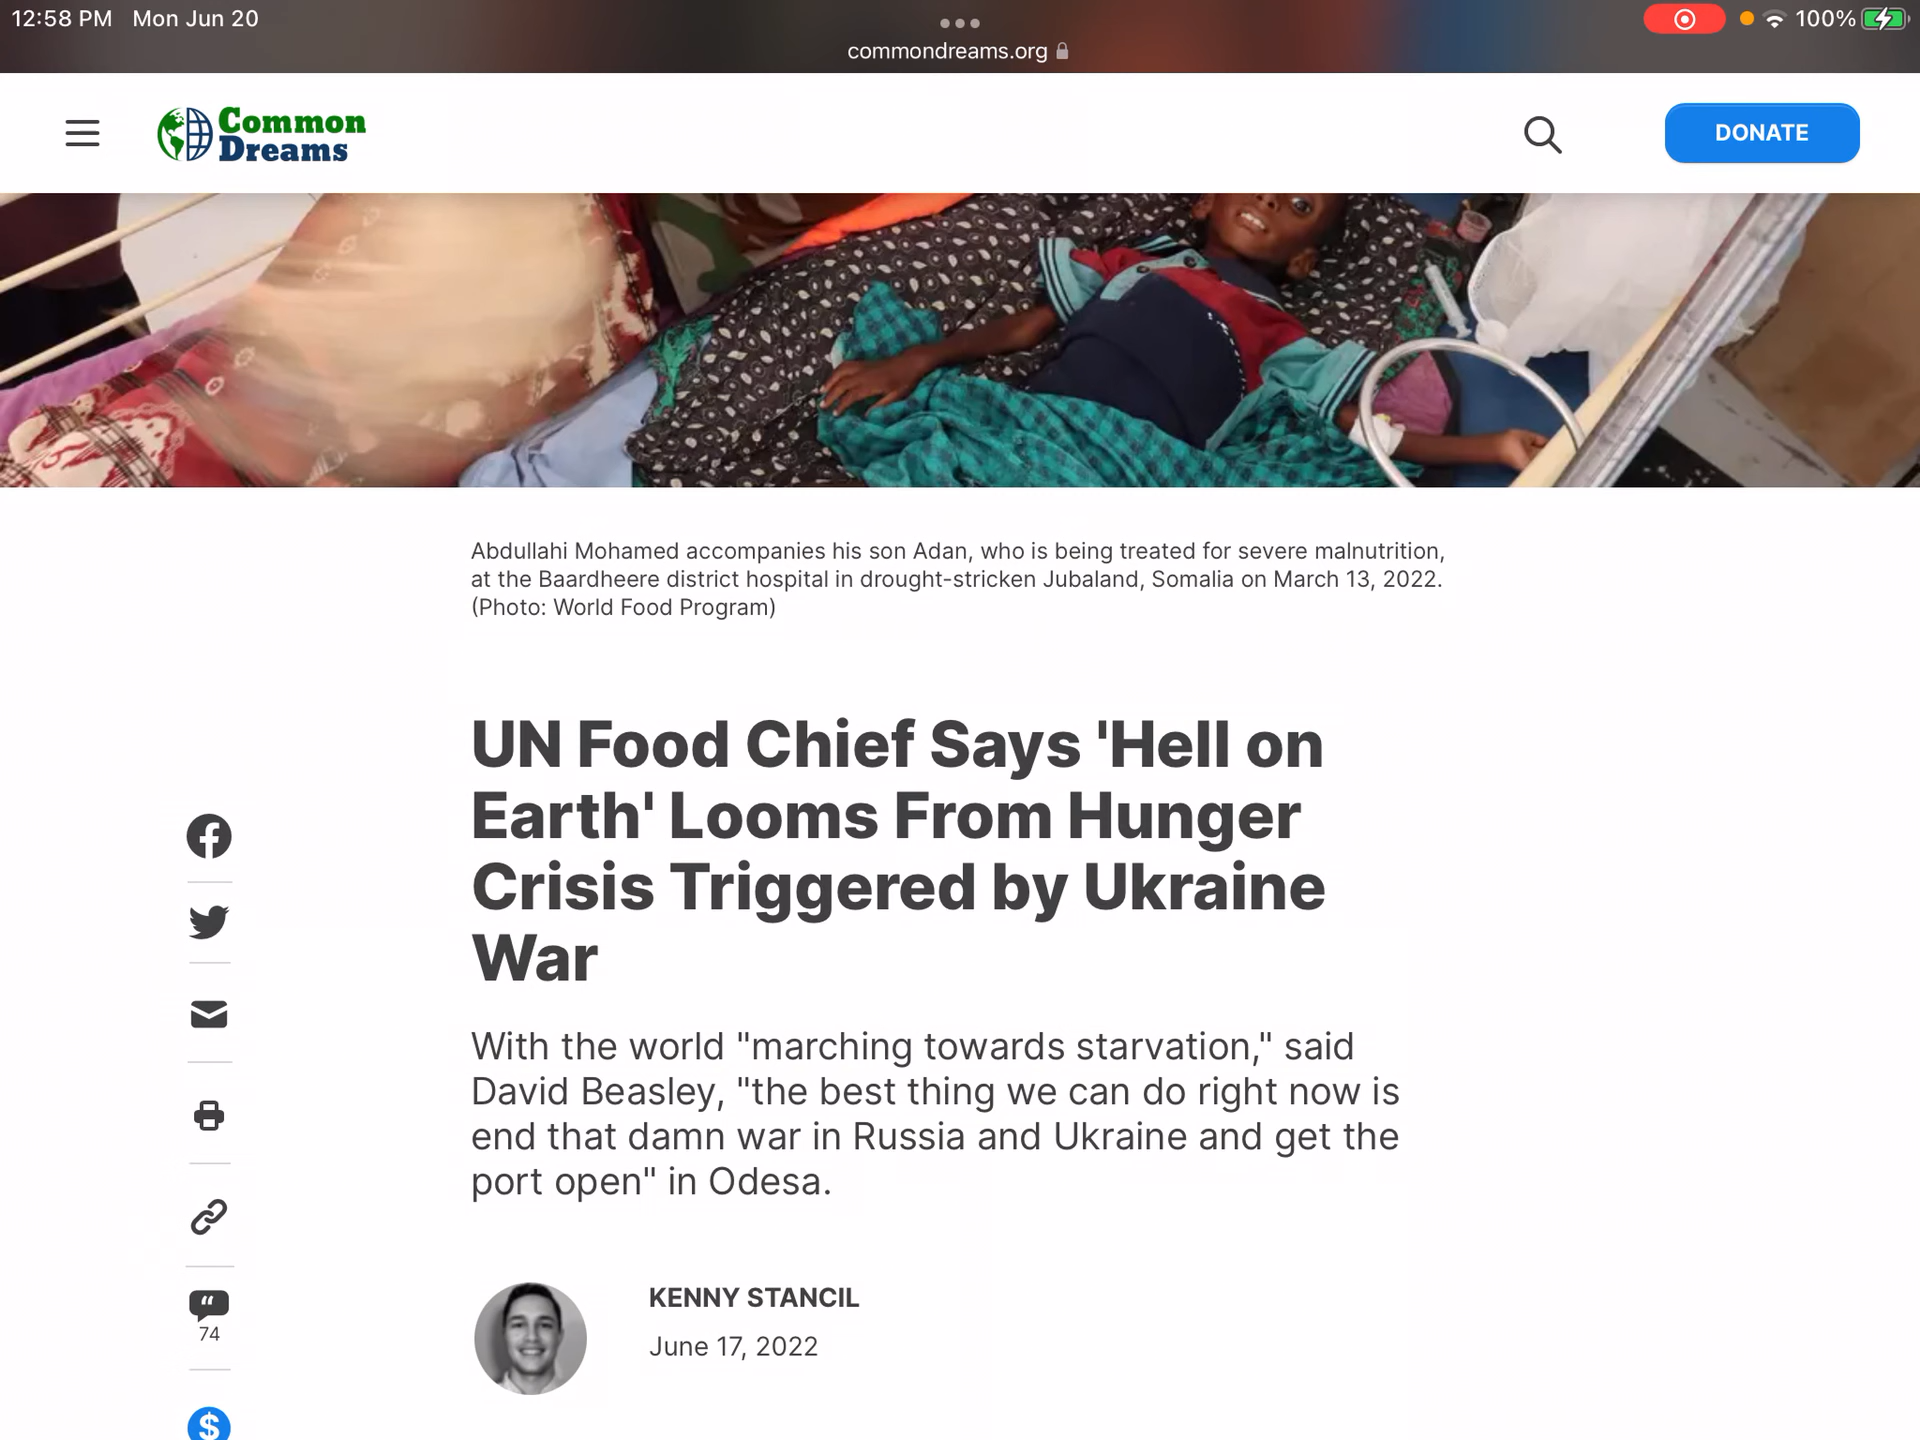 12:58 PM Mon Jun 20
100%
commondreams.org
Common
Dreams
DONATE
Abdullahi Mohamed accompanies his son Adan, who is being treated for severe malnutrition,
at the Baardheere district hospital in drought-stricken Jubaland, Somalia on March 13, 2022.
(Photo: World Food Program)
UN Food Chief Says 'Hell on
Earth' Looms From Hunger
Crisis Triggered by Ukraine
War
With the world "marching towards starvation," said
David Beasley, "the best thing we can do right now is
end that damn war in Russia and Ukraine and get the
port open" in Odesa.
KENNY STANCIL
June 17, 2022
74